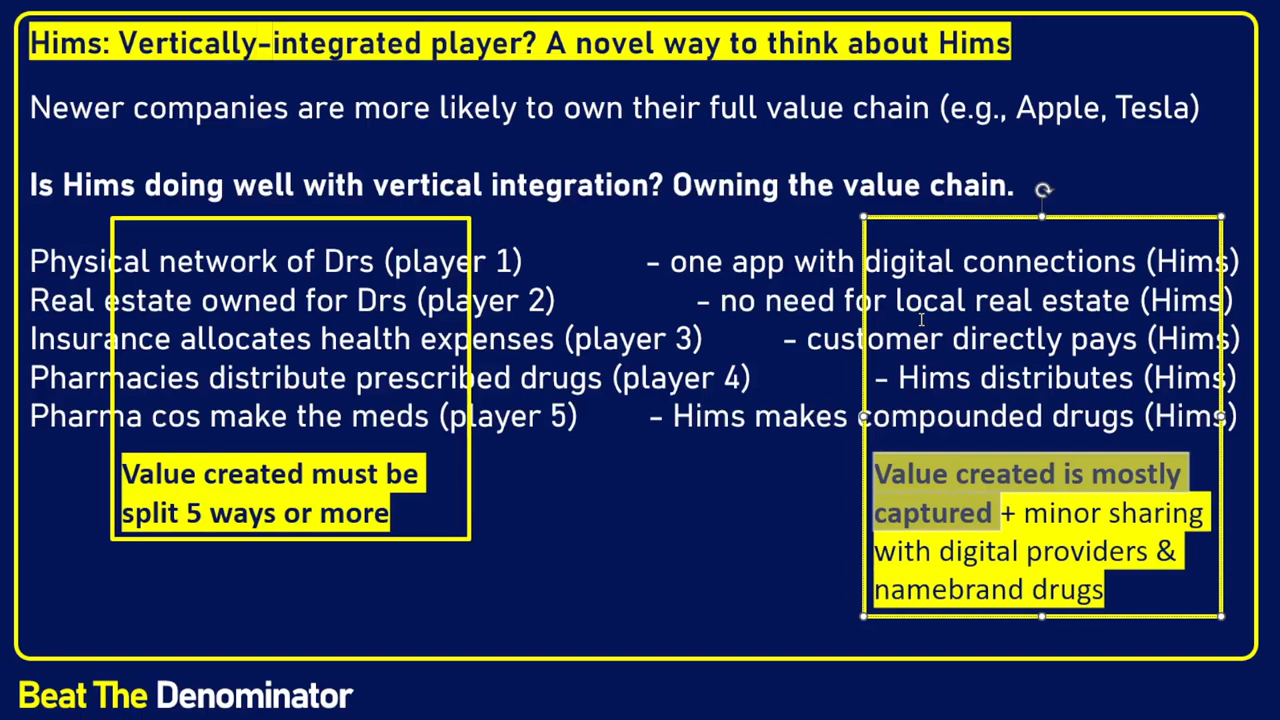 Hims: Vertically-integrated player? A novel way to think about Hims
Newer companies are more likely to own their full value chain (e.g., Apple, Tesla)
Is Hims doing well with vertical integration? Owning the value chain.
Physical network of Drs (player 1) - one app with digital connections (Hims)
Real estate owned for Drs (player 2) - no need for local real estate (Hims)
Insurance allocates health expenses (player 3) - customer directly pays (Hims)
Pharmacies distribute prescribed drugs (player 4) - Hims distributes (Hims)
Pharma cos make the meds (player 5) - Hims makes compounded drugs (Hims)
Value created must be
split 5 ways or more
Value created is mostly
captured + minor sharing
with digital providers &
namebrand drugs
Beat The Denominator